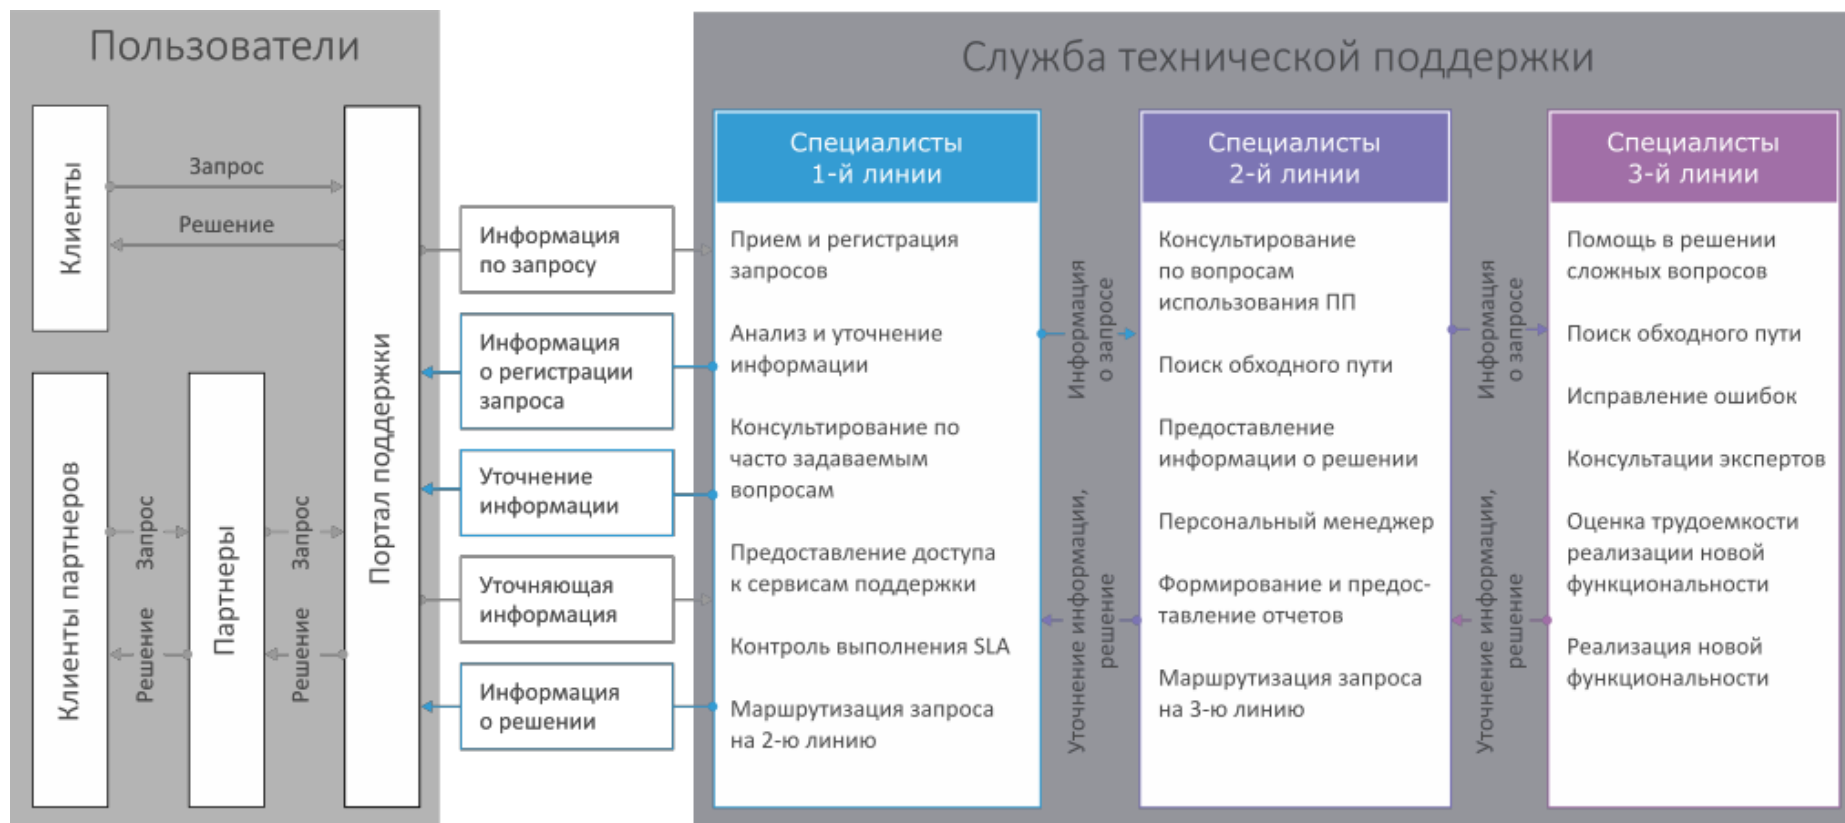 Пользователи
Клиенты
Запрос
Решение
Клиенты партнеров
Запрос
Решение
Партнеры
Запрос
Решение
Портал поддержки
Информация
по запросу
Информация
о регистрации
запроса
Уточнение
информации
Уточняющая
информация
Информация
о решении
Служба технической поддержки
Специалисты
1-й линии
Прием и регистрация
запросов
Анализ и уточнение
информации
Консультирование по
часто задаваемым
вопросам
Предоставление доступа
к сервисам поддержки
Контроль выполнения SLA
Маршрутизация запроса
на 2-ю линию
Информация
о запросе
Уточнение информации,
решение
Специалисты
2-й линии
Консультирование
по вопросам
использования ПП
Поиск обходного пути
Предоставление
информации о решении
Персональный менеджер
Формирование и предос-
тавление отчетов
Маршрутизация запроса
на 3-ю линию
Информация
о запросе
Уточнение информации,
решение
Специалисты
3-й линии
Помощь в решении
сложных вопросов
Поиск обходного пути
Исправление ошибок
Консультации экспертов
Оценка трудоемкости
реализации новой
функциональности
Реализация новой
функциональности